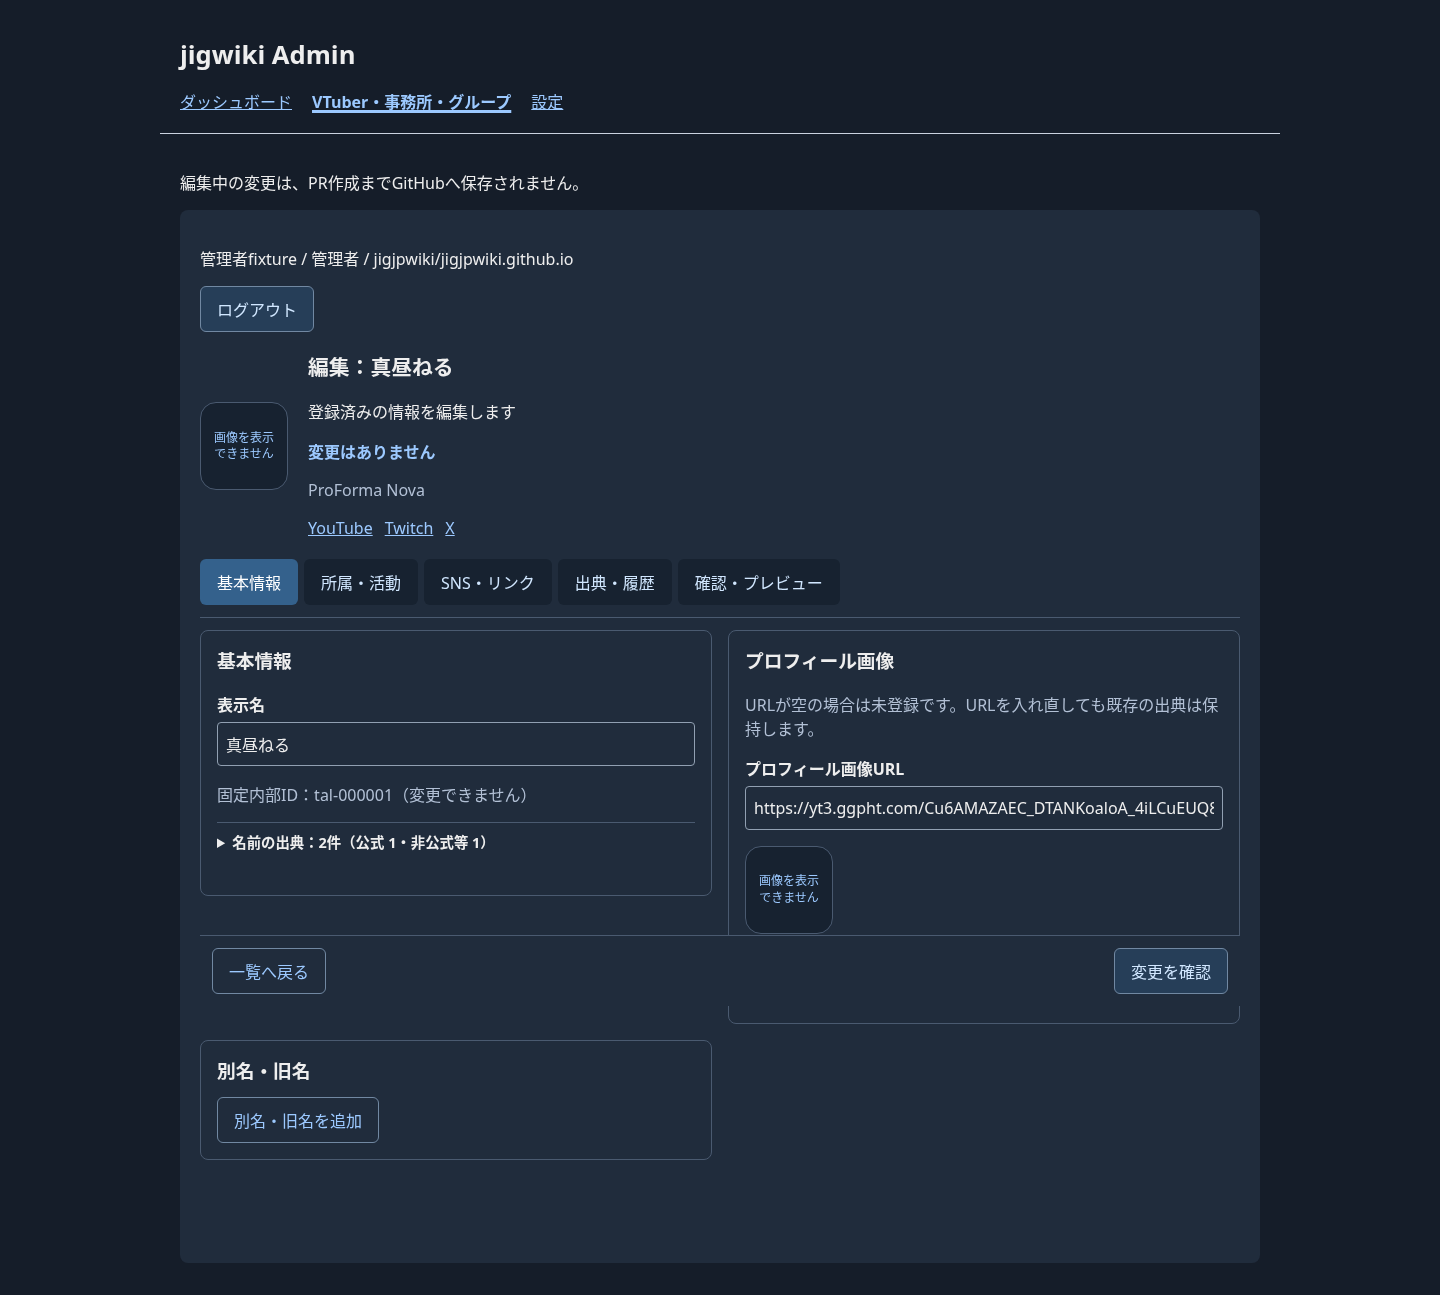 jigwiki Admin
ダッシュボード VTuber・事務所・グループ 設定
編集中の変更は、PR作成までGitHubへ保存されません。
管理者fixture / 管理者 / jigjpwiki/jigjpwiki.github.io
ログアウト
編集：真昼ねる
画像を表示
できません
登録済みの情報を編集します
変更はありません
ProForma Nova
YouTube Twitch X
基本情報 所属・活動 SNS・リンク 出典・履歴 確認・プレビュー
基本情報
表示名
真昼ねる
固定内部ID：tal-000001（変更できません）
▶ 名前の出典：2件（公式 1・非公式等 1）
プロフィール画像
URLが空の場合は未登録です。URLを入れ直しても既存の出典は保
持します。
プロフィール画像URL
https://yt3.ggpht.com/Cu6AMAZAEC_DTANKoaloA_4iLCuEUQ8
画像を表示
できません
一覧へ戻る 変更を確認
別名・旧名
別名・旧名を追加